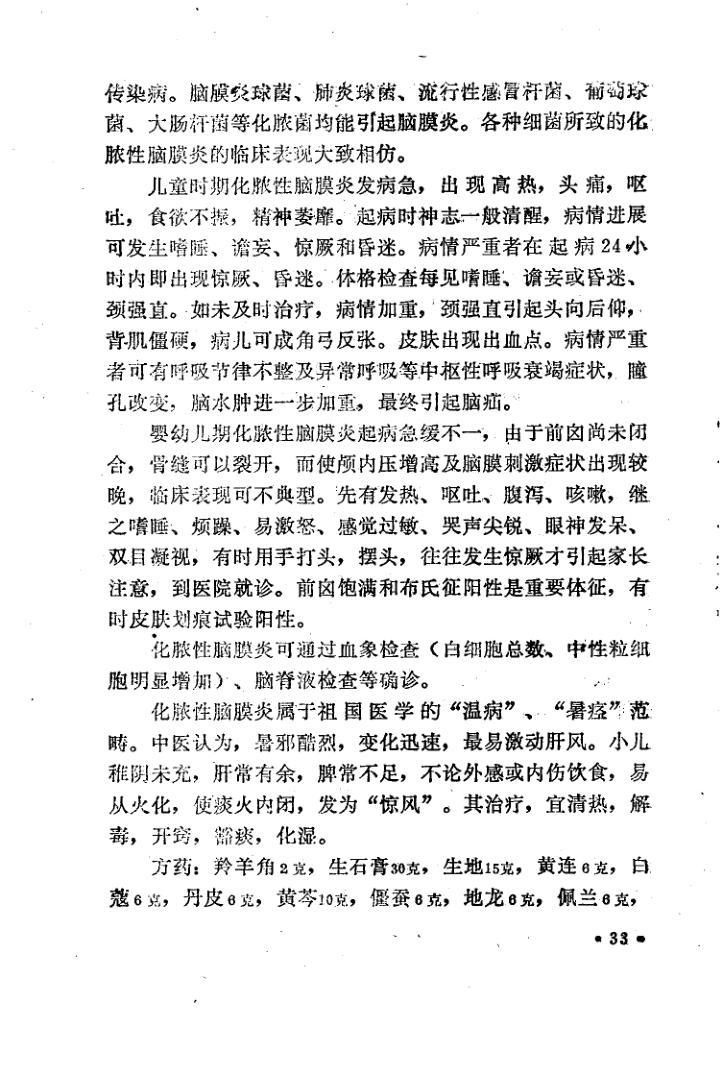 传染病。脑膜炎球菌、肺炎球菌、流行性感冒杆菌、葡萄球
菌、大肠杆菌等化脓菌均能引起脑膜炎。各种细菌所致的化
脓性脑膜炎的临床表现大致相仿。
儿童时期化脓性脑膜炎发病急，出现高热，头痛，呕
吐，食欲不振，精神萎靡。起病时神志一般清醒，病情进展
可发生嗜睡、谵妄、惊厥和昏迷。病情严重者在起病24小
时内即出现惊厥、昏迷。体格检查每见嗜睡、谵妄或昏迷、
颈强直。如未及时治疗，病情加重，颈强直引起头向后仰，
背肌僵硬，病儿可成角弓反张。皮肤出现出血点。病情严重
者可有呼吸节律不整及异常呼吸等中枢性呼吸衰竭症状，瞳
孔改变，脑水肿进一步加重，最终引起脑疝。
婴幼儿期化脓性脑膜炎起病急缓不一，由于前囟尚未闭
合，骨缝可以裂开，而使颅内压增高及脑膜刺激症状出现较
晚，临床表现可不典型。先有发热、呕吐、腹泻、咳嗽，继
之嗜睡、烦躁、易激怒、感觉过敏、哭声尖锐、眼神发呆、
双目凝视，有时用手打头，摆头，往往发生惊厥才引起家长
注意，到医院就诊。前囟饱满和布氏征阳性是重要体征，有
时皮肤划痕试验阳性。
化脓性脑膜炎可通过血象检查（白细胞总数、中性粒细
胞明显增加）、脑脊液检查等确诊。
化脓性脑膜炎属于祖国医学的“温病”、“暑痉”范
畴。中医认为，暑邪酷烈，变化迅速，最易激动肝风。小儿
稚阴未充，肝常有余，脾常不足，不论外感或内伤饮食，易
从火化，使痰火内闭，发为“惊风”。其治疗，宜清热，解
毒，开窍，豁痰，化湿。
方药：羚羊角2克，生石膏30克，生地15克，黄连6克，白
蔻6克，丹皮6克，黄芩10克，僵蚕6克，地龙6克，佩兰6克，
• 33 •